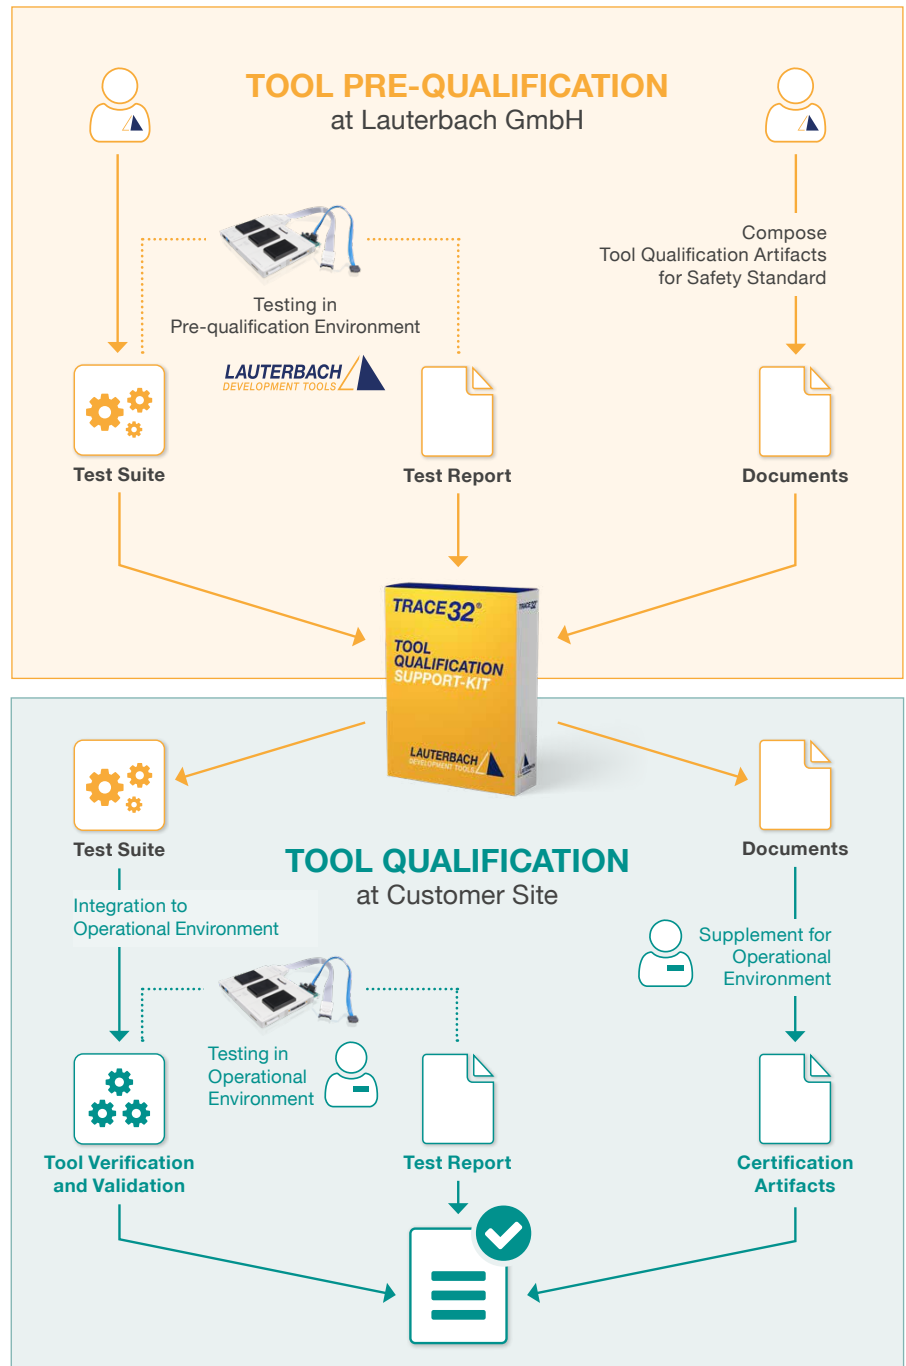 TOOL PRE-QUALIFICATION
at Lauterbach GmbH
Compose
Tool Qualification Artifacts
for Safety Standard
Testing in
Pre-qualification Environment
LAUTERBACH
DEVELOPMENT TOOLS
Test Suite
Test Report
Documents
TRACE32®
TRACE32®
TOOL
QUALIFICATION
SUPPORT-KIT
LAUTERBACH
DEVELOPMENT TOOLS
Test Suite
Documents
TOOL QUALIFICATION
at Customer Site
Integration to
Operational Environment
Supplement for
Operational
Environment
Testing in
Operational
Environment
Tool Verification
and Validation
Test Report
Certification
Artifacts